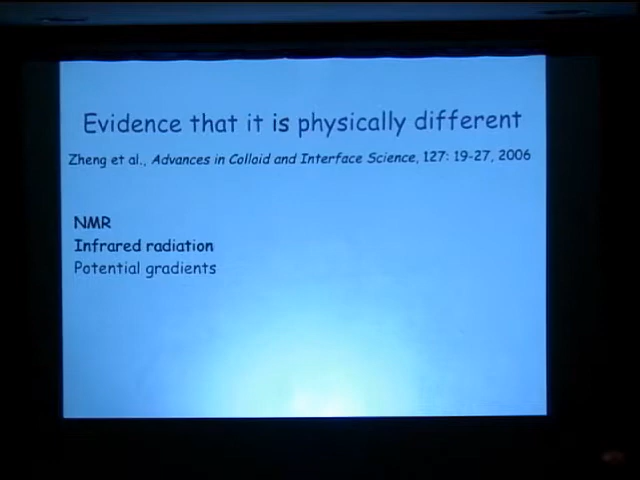 Evidence that it is physically different
Zheng et al., Advances in Colloid and Interface Science, 127: 19-27, 2006
NMR
Infrared radiation
Potential gradients